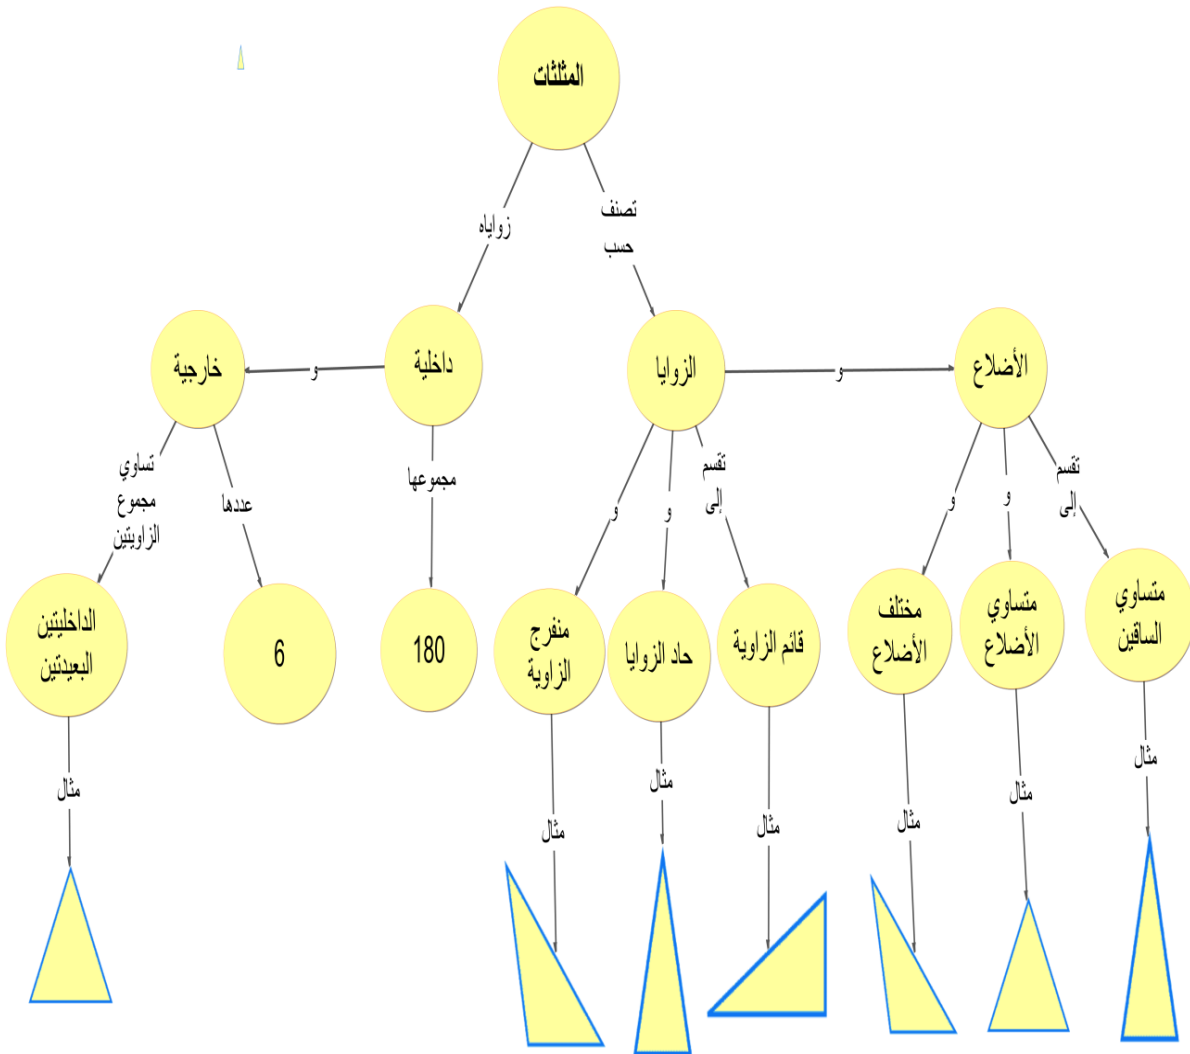 المثلثات
تصنف
حسب
زواياه
الأضلاع
و
الزوايا
داخلية
و
خارجية
تقسم
إلى
و
و
تقسم
إلى
و
و
مجموعها
عددها
تساوي
مجموع
الزاويتين
متساوي
الساقين
متساوي
الأضلاع
مختلف
الأضلاع
قائم الزاوية
حاد الزوايا
منفرج
الزاوية
180
6
الداخليتين
البعيدتين
مثال
مثال
مثال
مثال
مثال
مثال
مثال